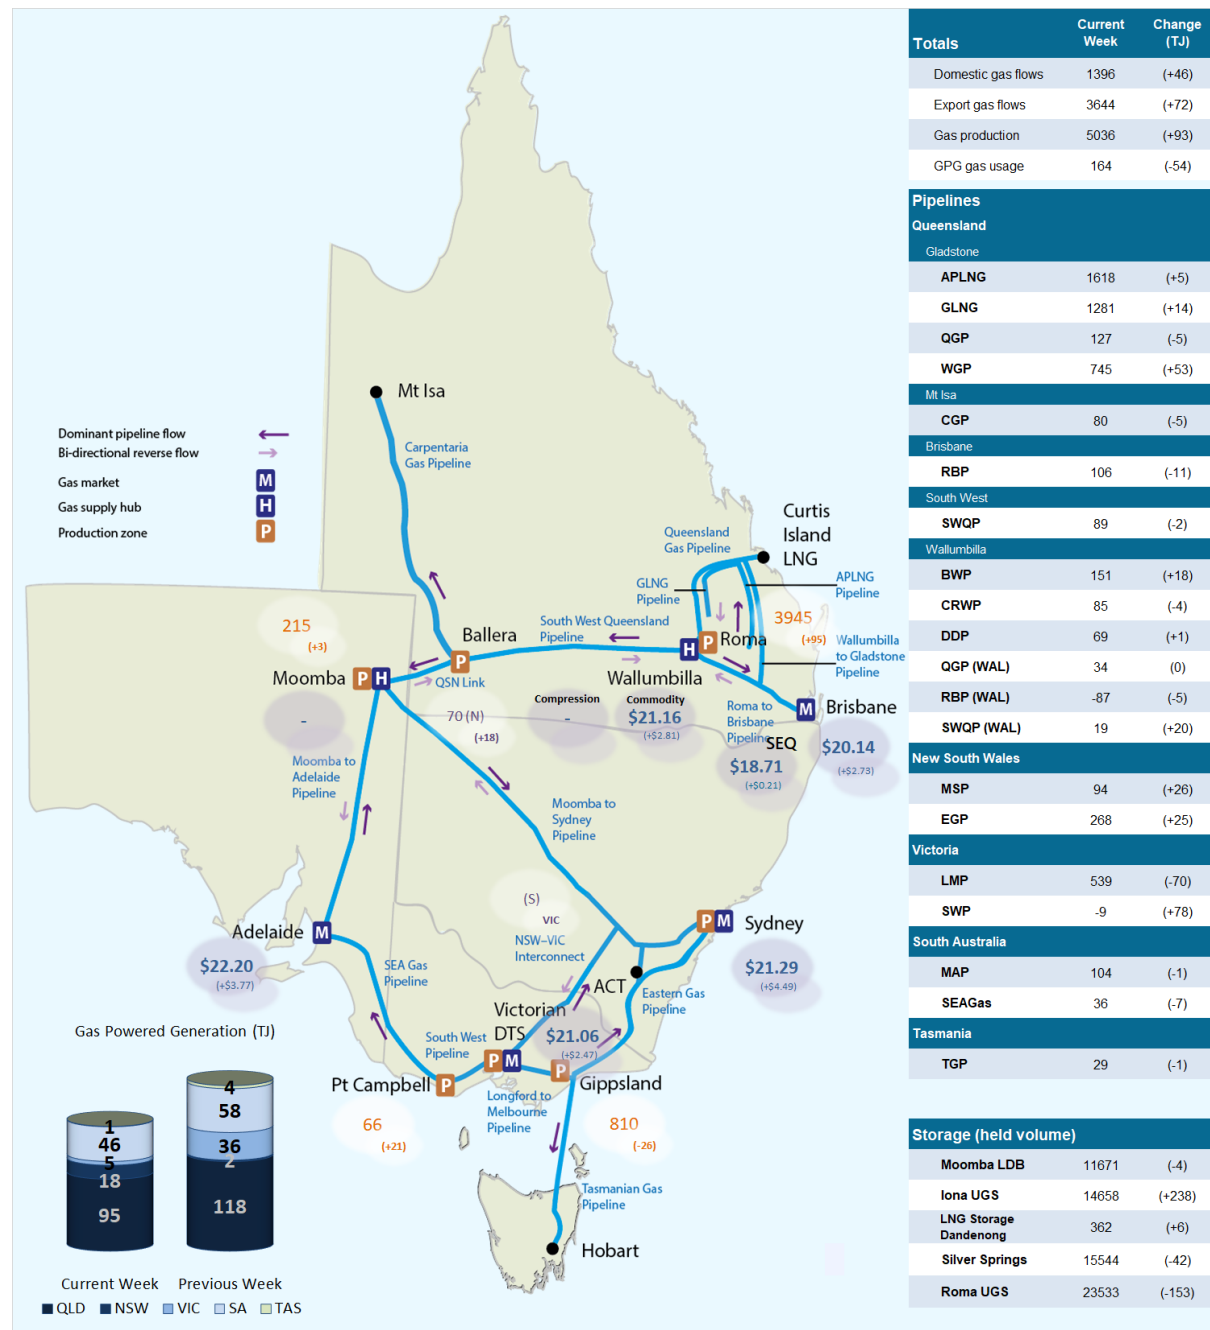 Mt Isa
Dominant pipeline flow
Bi-directional reverse flow
Gas market
M
Gas supply hub
H
Production zone
P
Carpentaria
Gas Pipeline
Curtis
Island
LNG
Queensland
Gas Pipeline
GLNG
Pipeline
APLNG
Pipeline
3945
(+95)
215
(+3)
Ballera
P
South West Queensland
Pipeline
H
P
Roma
Wallumbilla
to Gladstone
Pipeline
Moomba
P
H
QSN Link
Wallumbilla
-
70 (N)
(+18)
Compression
-
Commodity
$21.16
(+$2.81)
Roma to
Brisbane
Pipeline
M
Brisbane
SEQ
$18.71
(+$0.21)
$20.14
(+$2.73)
Moomba to
Adelaide
Pipeline
Moomba to
Sydney
Pipeline
(S)
VIC
NSW–VIC
Interconnect
Adelaide
M
$22.20
(+$3.77)
SEA Gas
Pipeline
P
M
Sydney
$21.29
(+$4.49)
ACT
Eastern Gas
Pipeline
Victorian
DTS
$21.06
(+$2.47)
South West
Pipeline
P
M
P
Gippsland
Pt Campbell
P
66
(+21)
Longford to
Melbourne
Pipeline
810
(-26)
Tasmanian Gas
Pipeline
Hobart
Gas Powered Generation (TJ)
1
46
5
18
95
4
58
36
2
118
Current Week
Previous Week
QLD
NSW
VIC
SA
TAS
Totals Current Week Change (TJ)
Domestic gas flows 1396 (+46)
Export gas flows 3644 (+72)
Gas production 5036 (+93)
GPG gas usage 164 (-54)
Pipelines
Queensland
Gladstone
APLNG 1618 (+5)
GLNG 1281 (+14)
QGP 127 (-5)
WGP 745 (+53)
Mt Isa
CGP 80 (-5)
Brisbane
RBP 106 (-11)
South West
SWQP 89 (-2)
Wallumbilla
BWP 151 (+18)
CRWP 85 (-4)
DDP 69 (+1)
QGP (WAL) 34 (0)
RBP (WAL) -87 (-5)
SWQP (WAL) 19 (+20)
New South Wales
MSP 94 (+26)
EGP 268 (+25)
Victoria
LMP 539 (-70)
SWP -9 (+78)
South Australia
MAP 104 (-1)
SEAGas 36 (-7)
Tasmania
TGP 29 (-1)
Storage (held volume)
Moomba LDB 11671 (-4)
Iona UGS 14658 (+238)
LNG Storage
Dandenong 362 (+6)
Silver Springs 15544 (-42)
Roma UGS 23533 (-153)